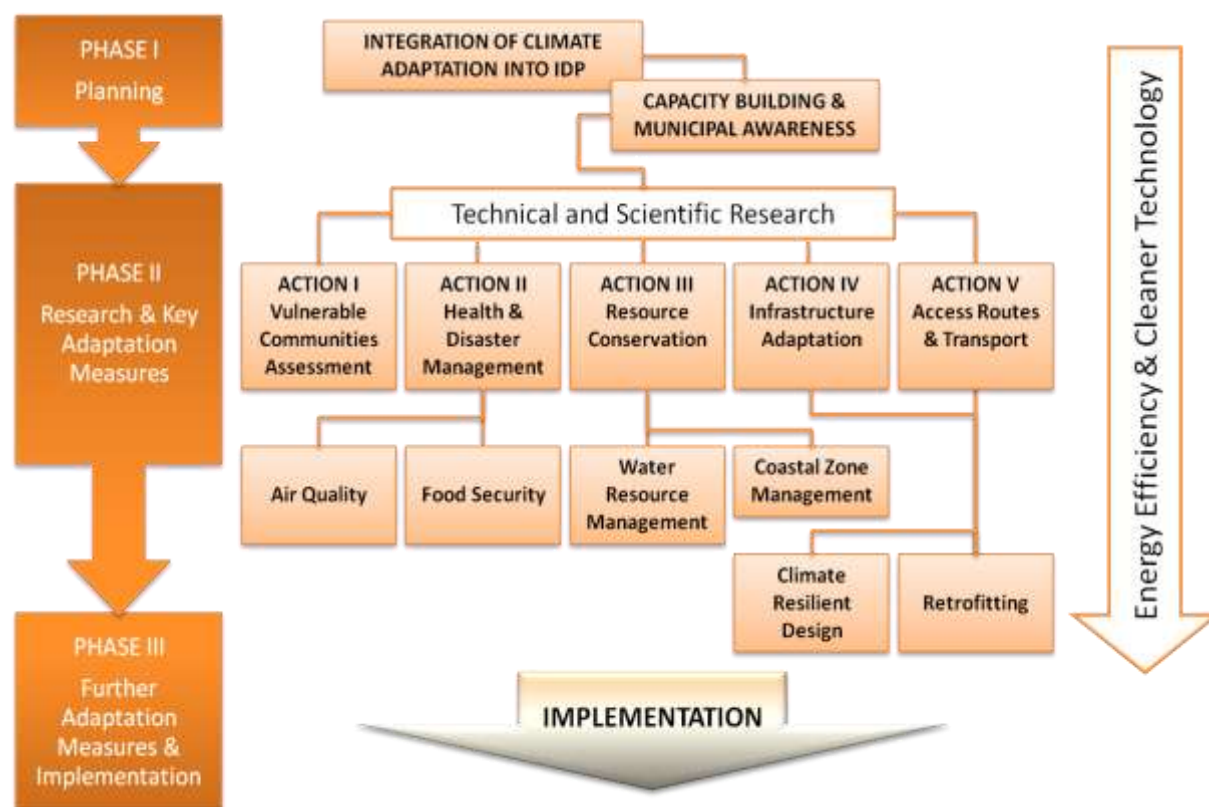 PHASE I
Planning
INTEGRATION OF CLIMATE
ADAPTATION INTO IDP
CAPACITY BUILDING &
MUNICIPAL AWARENESS
PHASE II
Research & Key
Adaptation
Measures
Technical and Scientific Research
ACTION I
Vulnerable
Communities
Assessment
ACTION II
Health &
Disaster
Management
ACTION III
Resource
Conservation
ACTION IV
Infrastructure
Adaptation
ACTION V
Access Routes
& Transport
Air Quality
Food Security
Water
Resource
Management
Coastal Zone
Management
Climate
Resilient
Design
Retrofitting
PHASE III
Further
Adaptation
Measures &
Implementation
IMPLEMENTATION
Energy Efficiency & Cleaner Technology